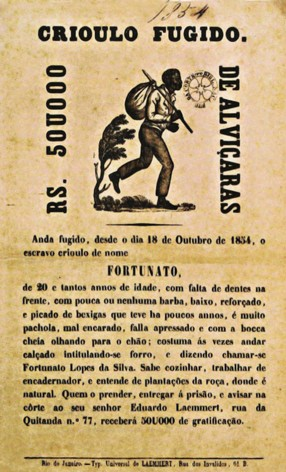 1854
CRIOULO FUGIDO.
RS. 50U000
DE ALVIÇARAS
Anda fugido, desde o dia 18 de Outubro de 1854, o
escravo crioulo de nome
FORTUNATO,
de 20 e tantos annos de idade, com falta de dentes na
frente, com pouca ou nenhuma barba, baixo, reforçado,
e picado de bexigas que teve ha poucos annos, é muito
pachola, mal encarado, falla apressado e com a bocca
cheia olhando para o chão; costuma ás vezes andar
calçado intitulando-se forro, e dizendo chamar-se
Fortunato Lopes da Silva. Sabe cozinhar, trabalhar de
encadernador, e entende de plantações da roça, donde é
natural. Quem o prender, entregar á prisão, e avisar na
côrte ao seu senhor Eduardo Laemmert, rua da
Quitanda n.º 77, receberá 50U000 de gratificação.
Rio de Janeiro.—Typ. Universal de LAEMMERT. Rua dos Invalidos, 61 B.